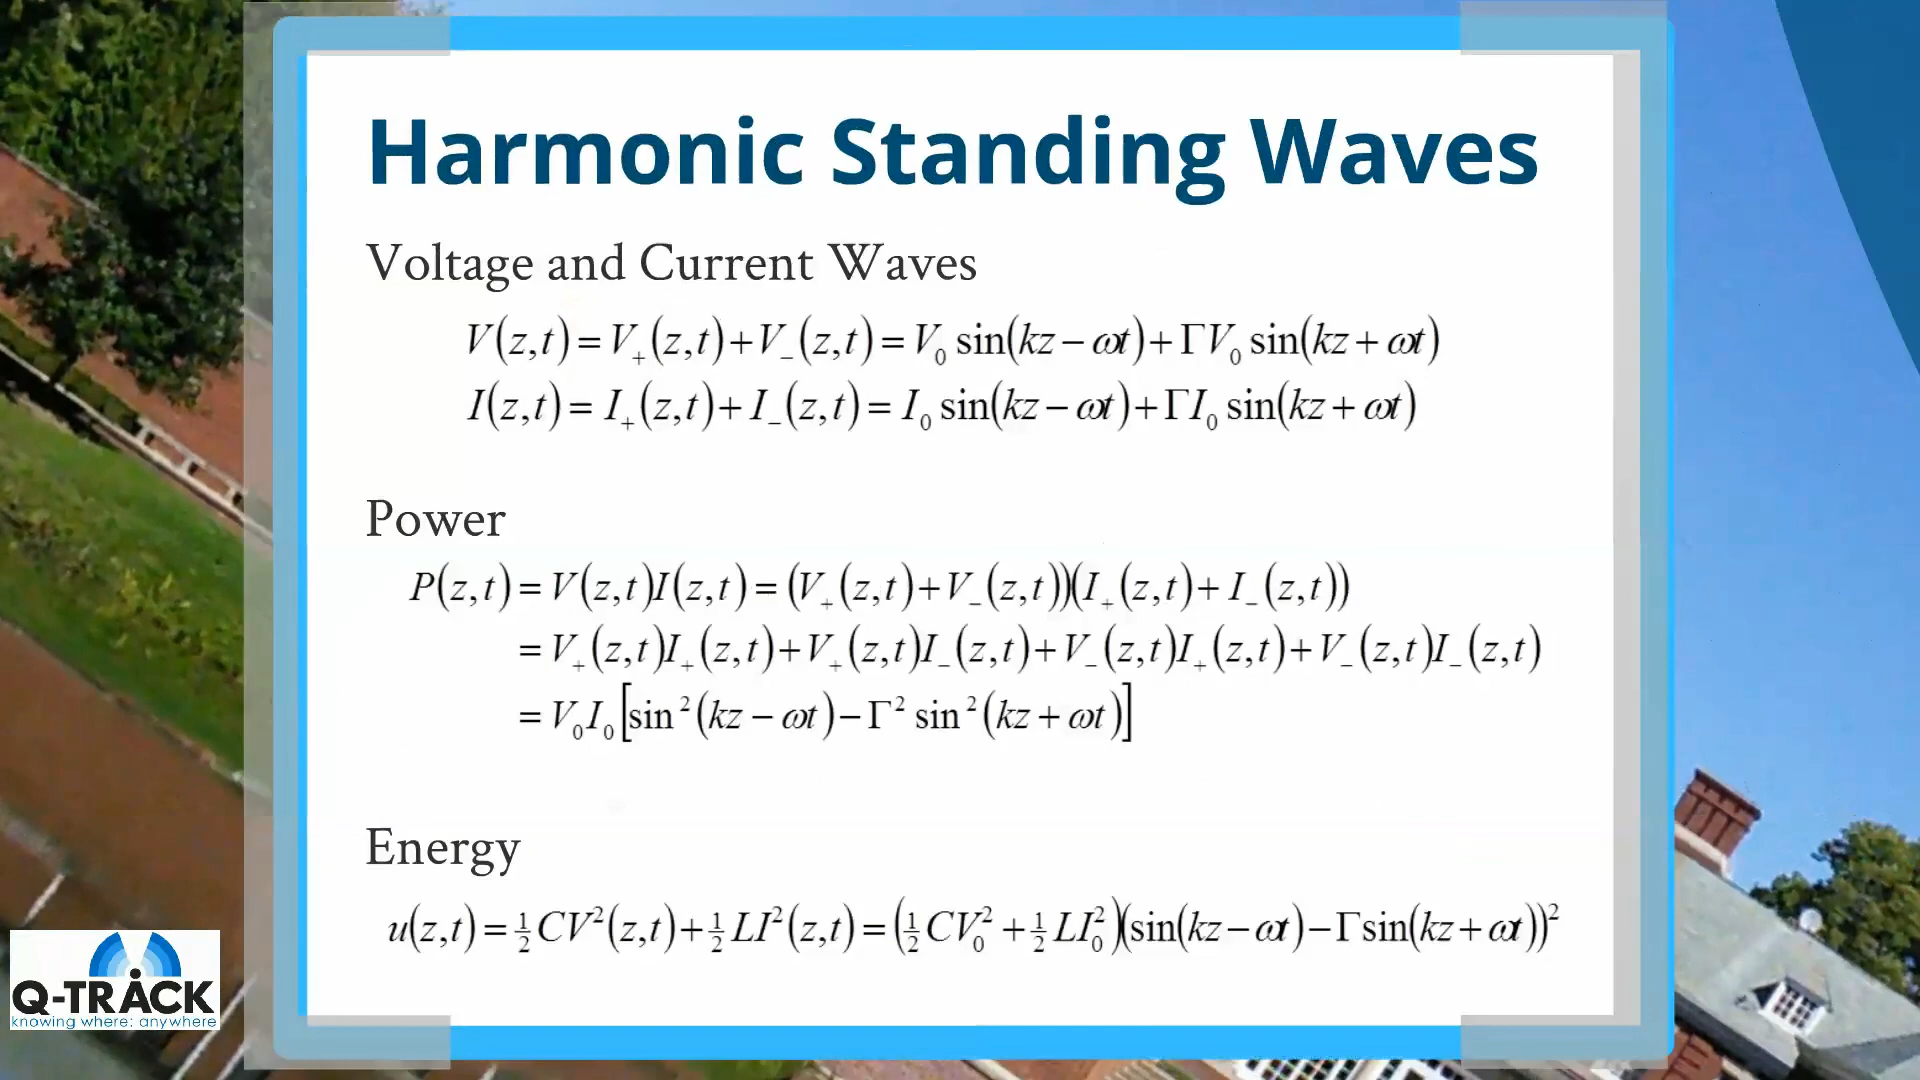 Harmonic Standing Waves
Voltage and Current Waves
V(z,t) = V₊(z,t) + V₋(z,t) = V₀ sin(kz − ωt) + ΓV₀ sin(kz + ωt)
I(z,t) = I₊(z,t) + I₋(z,t) = I₀ sin(kz − ωt) + ΓI₀ sin(kz + ωt)
Power
P(z,t) = V(z,t)I(z,t) = (V₊(z,t) + V₋(z,t))(I₊(z,t) + I₋(z,t))
= V₊(z,t)I₊(z,t) + V₊(z,t)I₋(z,t) + V₋(z,t)I₊(z,t) + V₋(z,t)I₋(z,t)
= V₀I₀[sin²(kz − ωt) − Γ² sin²(kz + ωt)]
Energy
u(z,t) = ½CV²(z,t) + ½LI²(z,t) = (½CV₀² + ½LI₀²)(sin(kz − ωt) − Γsin(kz + ωt))²
Q-TRACK
knowing where: anywhere